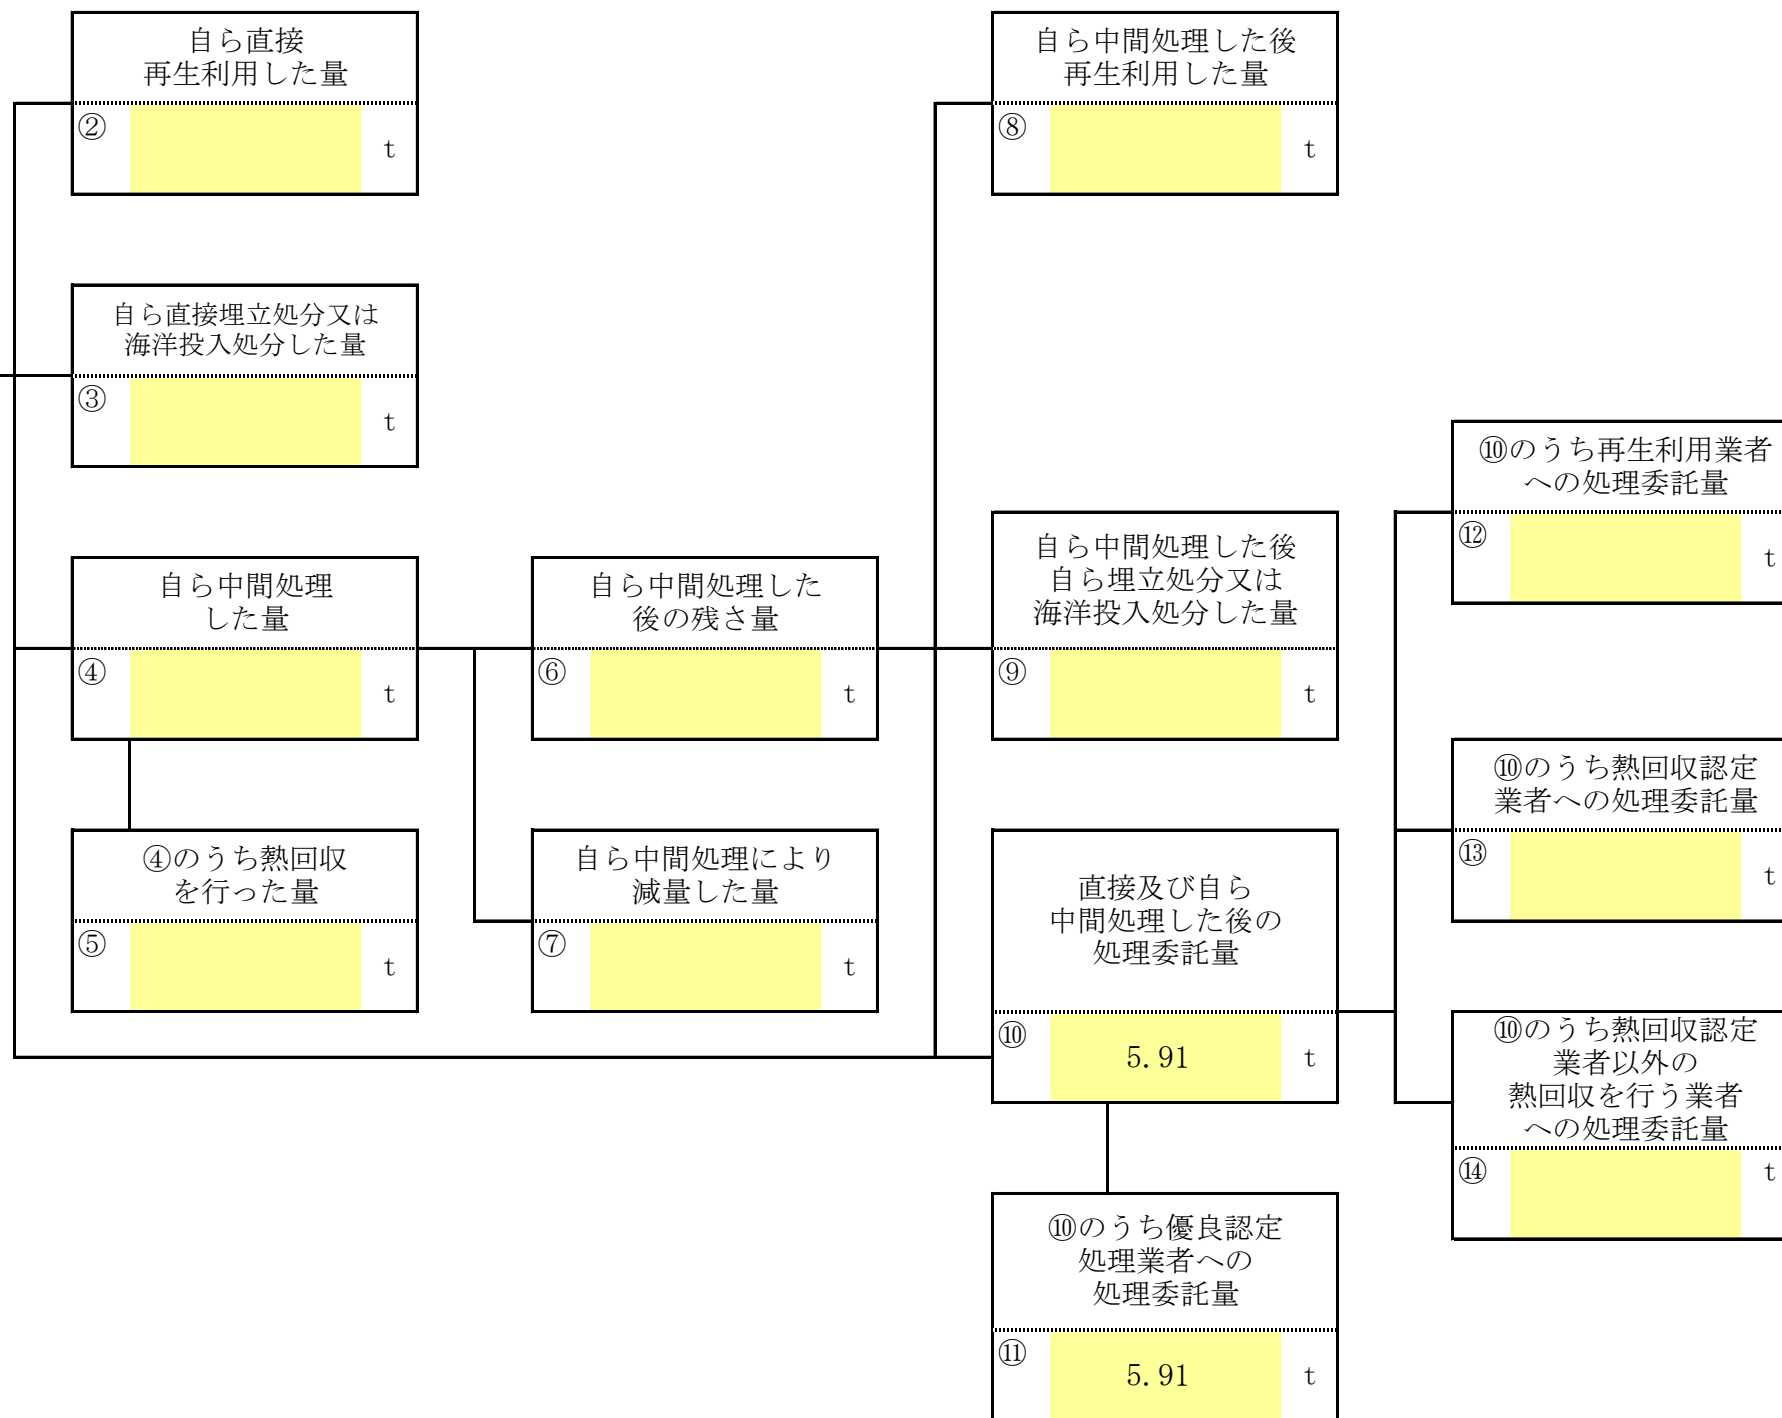 自ら直接
再生利用した量
②
t
自ら中間処理した後
再生利用した量
⑧
t
自ら直接埋立処分又は
海洋投入処分した量
③
t
⑩のうち再生利用業者
への処理委託量
⑫
t
自ら中間処理
した量
④
t
自ら中間処理した
後の残さ量
⑥
t
自ら中間処理した後
自ら埋立処分又は
海洋投入処分した量
⑨
t
⑩のうち熱回収認定
業者への処理委託量
⑬
t
④のうち熱回収
を行った量
⑤
t
自ら中間処理により
減量した量
⑦
t
直接及び自ら
中間処理した後の
処理委託量
⑩
5.91
t
⑩のうち熱回収認定
業者以外の
熱回収を行う業者
への処理委託量
⑭
t
⑩のうち優良認定
処理業者への
処理委託量
⑪
5.91
t